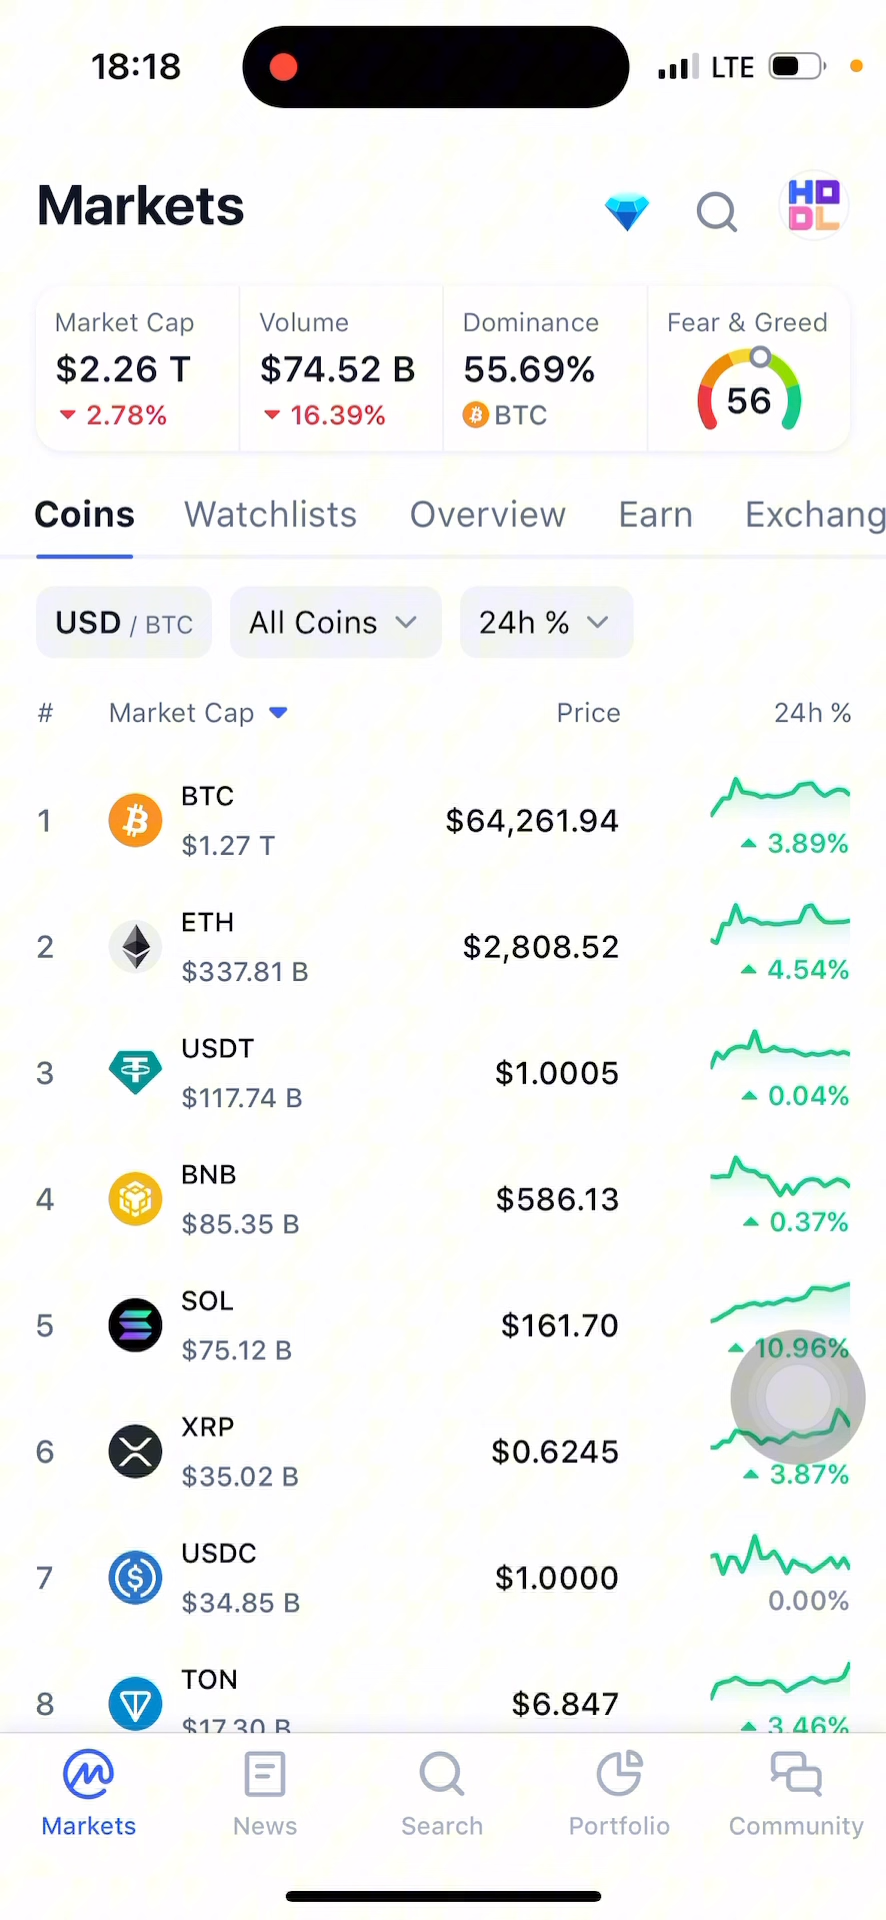 18:18
LTE
Markets
HODL
Market Cap
$2.26 T
2.78%
Volume
$74.52 B
16.39%
Dominance
55.69%
BTC
Fear & Greed
56
Coins Watchlists Overview Earn Exchang
USD / BTC All Coins 24h %
# Market Cap Price 24h %
1
BTC
$1.27 T
$64,261.94
3.89%
2
ETH
$337.81 B
$2,808.52
4.54%
3
USDT
$117.74 B
$1.0005
0.04%
4
BNB
$85.35 B
$586.13
0.37%
5
SOL
$75.12 B
$161.70
10.96%
6
XRP
$35.02 B
$0.6245
3.87%
7
USDC
$34.85 B
$1.0000
0.00%
8
TON
$17.30 B
$6.847
3.46%
Markets News Search Portfolio Community